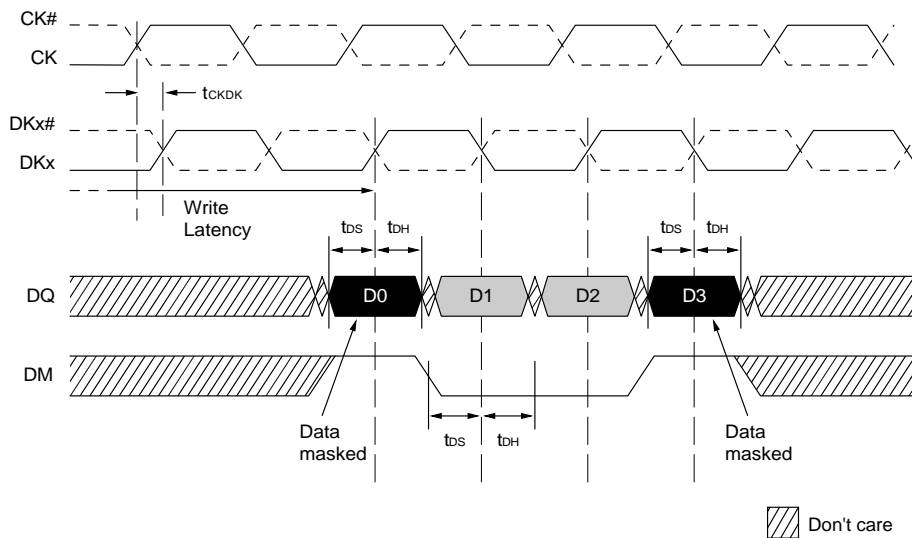 CK#
CK
tCKDK
DKx#
DKx
Write
Latency
tDS tDH tDS tDH
DQ D0 D1 D2 D3
DM
tDS tDH
Data
masked
Data
masked
Don't care